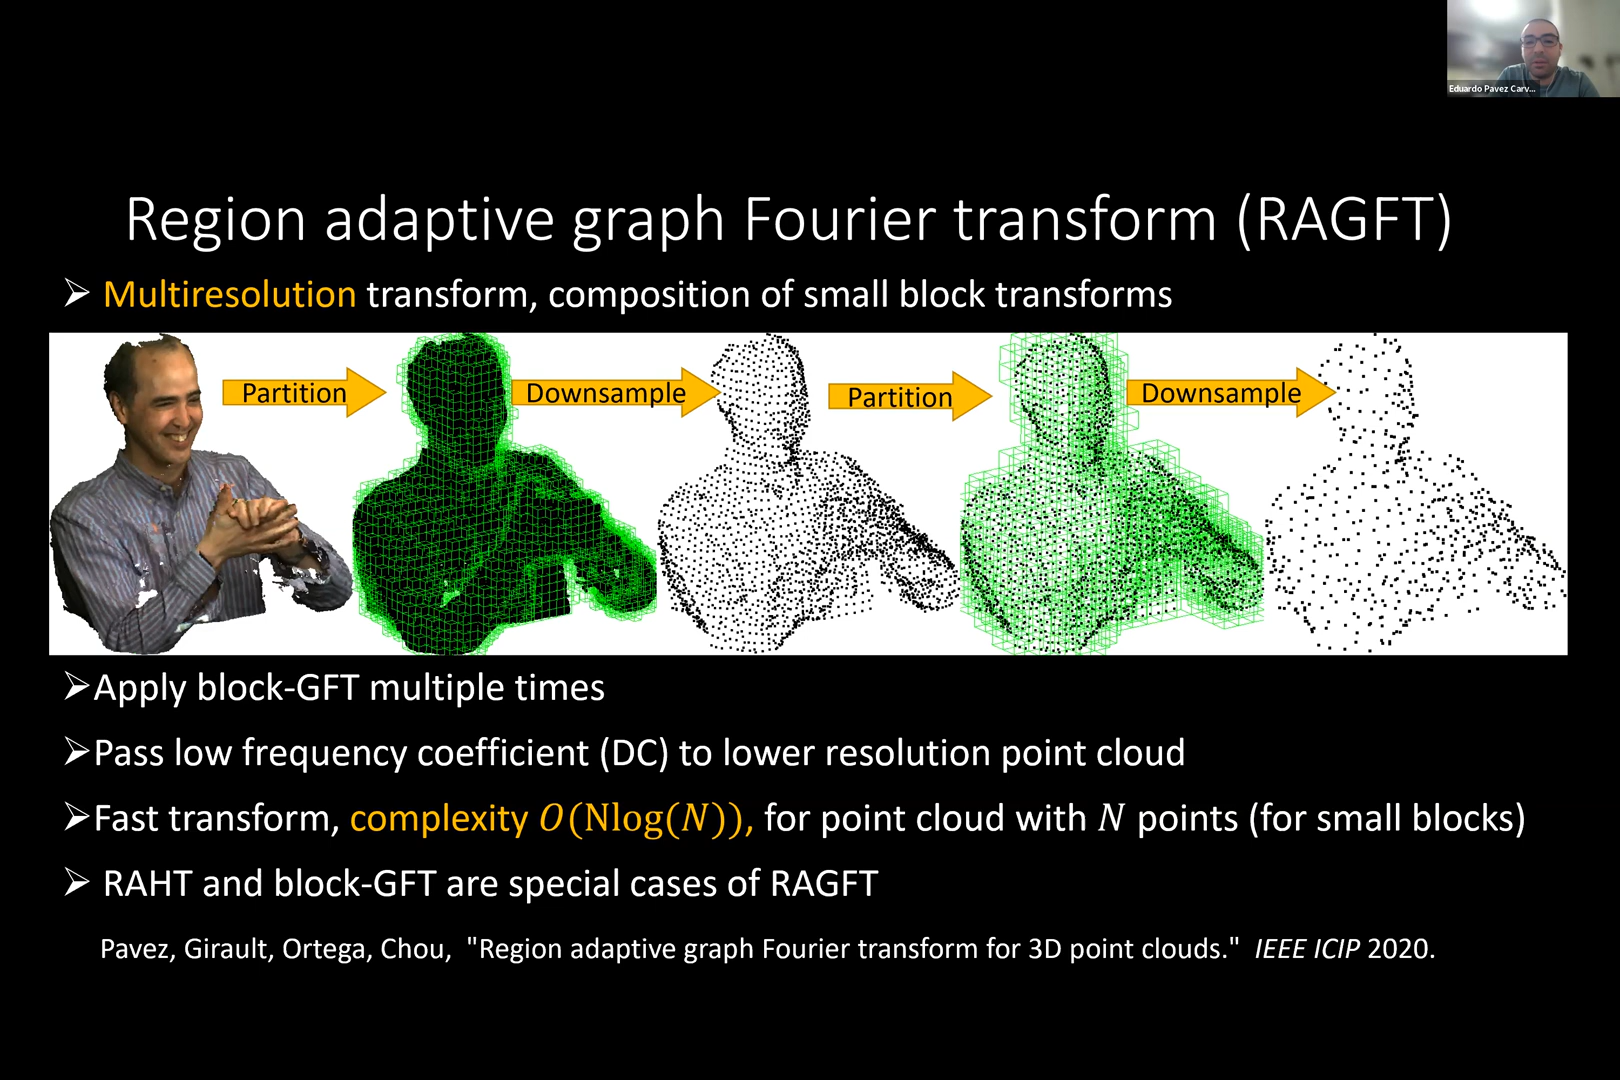 Eduardo Pavez Carv...
Region adaptive graph Fourier transform (RAGFT)
➢ Multiresolution transform, composition of small block transforms
Partition
Downsample
Partition
Downsample
➢Apply block-GFT multiple times
➢Pass low frequency coefficient (DC) to lower resolution point cloud
➢Fast transform, complexity O(Nlog(N)), for point cloud with N points (for small blocks)
➢ RAHT and block-GFT are special cases of RAGFT
Pavez, Girault, Ortega, Chou, "Region adaptive graph Fourier transform for 3D point clouds." IEEE ICIP 2020.